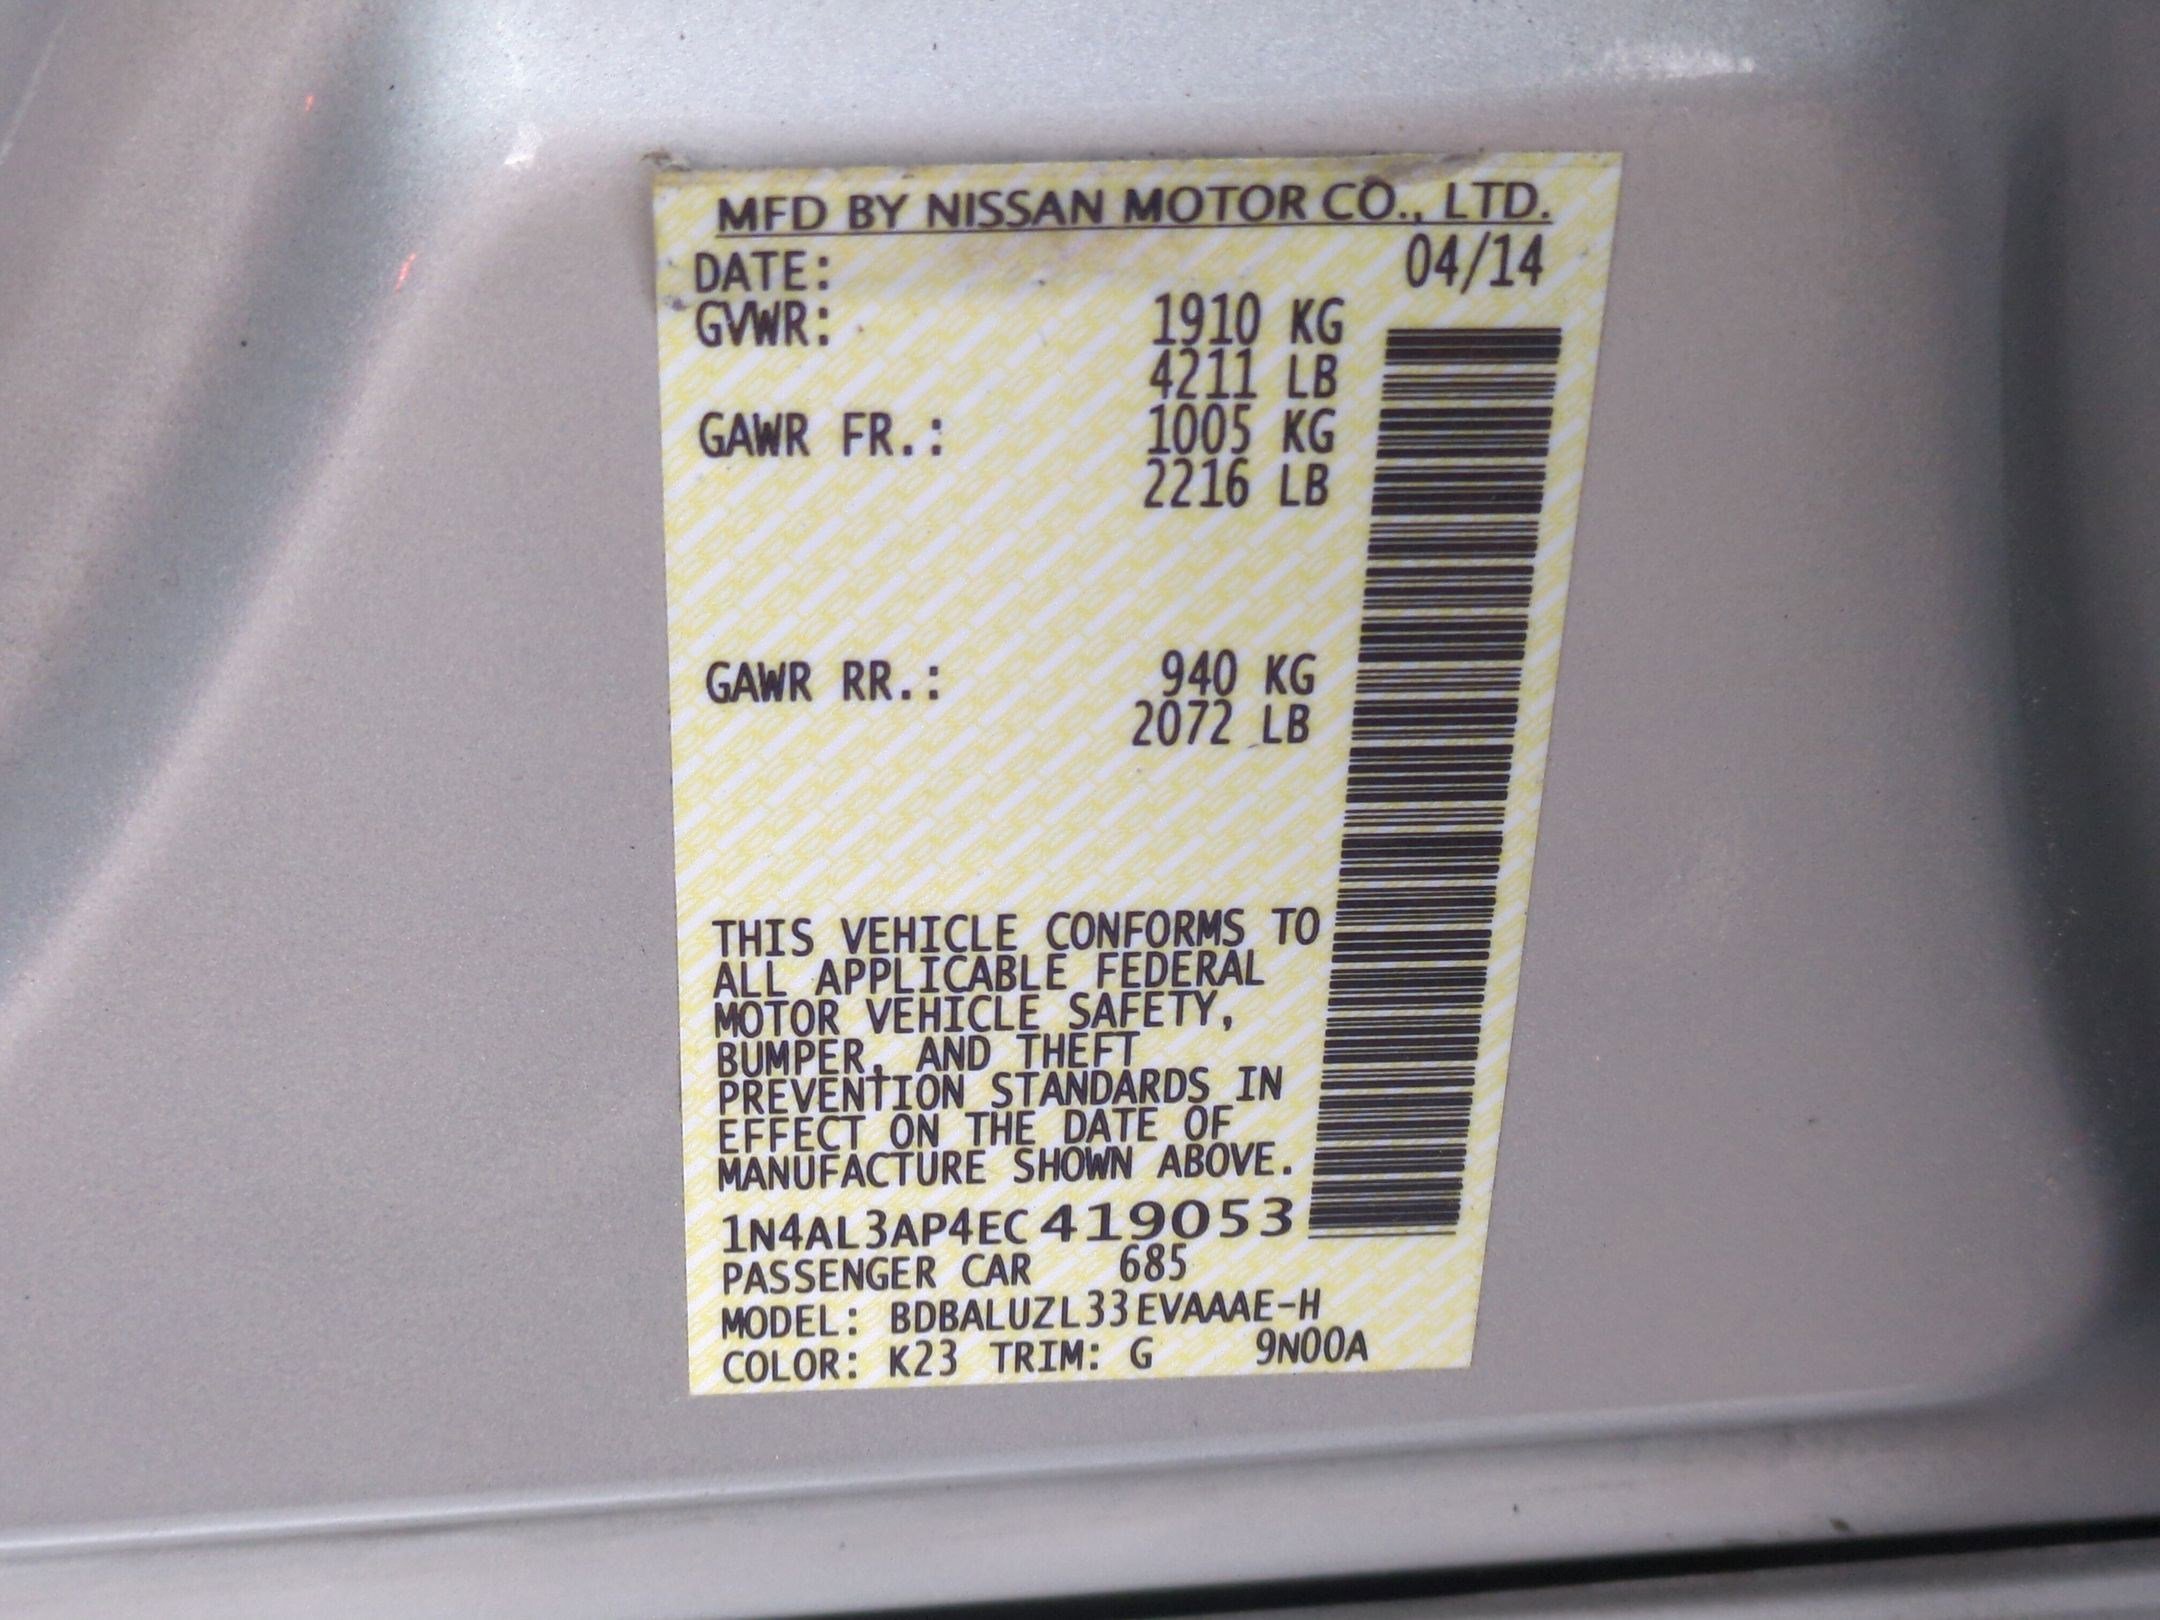 MFD BY NISSAN MOTOR CO., LTD.
DATE: 04/14
GVWR: 1910 KG
4211 LB
GAWR FR.: 1005 KG
2216 LB
GAWR RR.: 940 KG
2072 LB
THIS VEHICLE CONFORMS TO
ALL APPLICABLE FEDERAL
MOTOR VEHICLE SAFETY,
BUMPER, AND THEFT
PREVENTION STANDARDS IN
EFFECT ON THE DATE OF
MANUFACTURE SHOWN ABOVE.
1N4AL3AP4EC419053
PASSENGER CAR 685
MODEL: BDBALUZL33EVAAAE-H
COLOR: K23 TRIM: G 9N00A